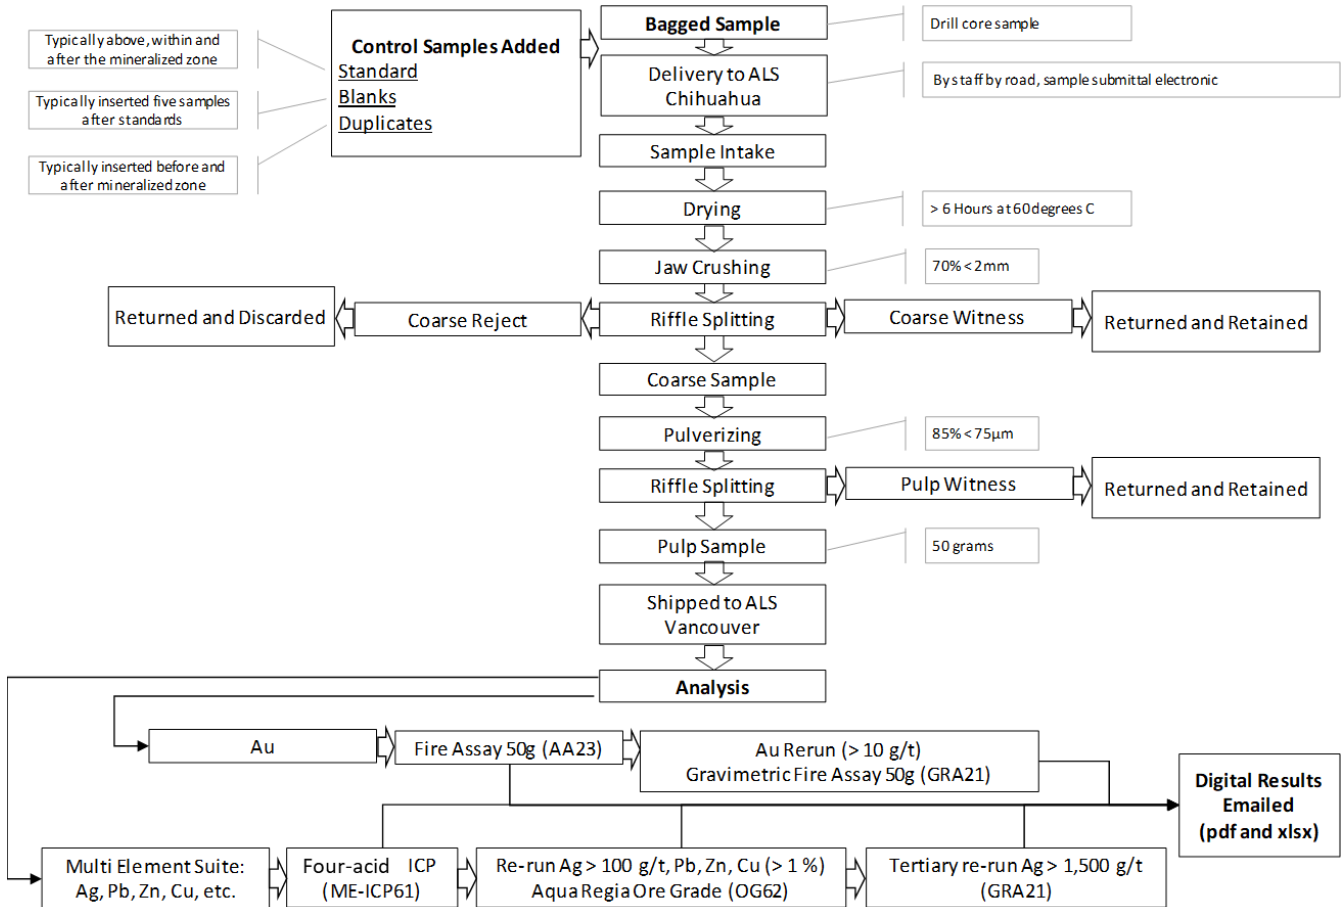 Bagged Sample
Drill core sample
Typically above, within and
after the mineralized zone
Control Samples Added
Standard
Blanks
Duplicates
Typically inserted five samples
after standards
Typically inserted before and
after mineralized zone
Delivery to ALS
Chihuahua
By staff by road, sample submittal electronic
Sample Intake
Drying
> 6 Hours at 60 degrees C
Jaw Crushing
70% < 2mm
Returned and Discarded
Coarse Reject
Riffle Splitting
Coarse Witness
Returned and Retained
Coarse Sample
Pulverizing
85% < 75µm
Riffle Splitting
Pulp Witness
Returned and Retained
Pulp Sample
50 grams
Shipped to ALS
Vancouver
Analysis
Au
Fire Assay 50g (AA23)
Au Rerun (> 10 g/t)
Gravimetric Fire Assay 50g (GRA21)
Digital Results
Emailed
(pdf and xlsx)
Multi Element Suite:
Ag, Pb, Zn, Cu, etc.
Four-acid ICP
(ME-ICP61)
Re-run Ag > 100 g/t, Pb, Zn, Cu (> 1 %)
Aqua Regia Ore Grade (OG62)
Tertiary re-run Ag > 1,500 g/t
(GRA21)